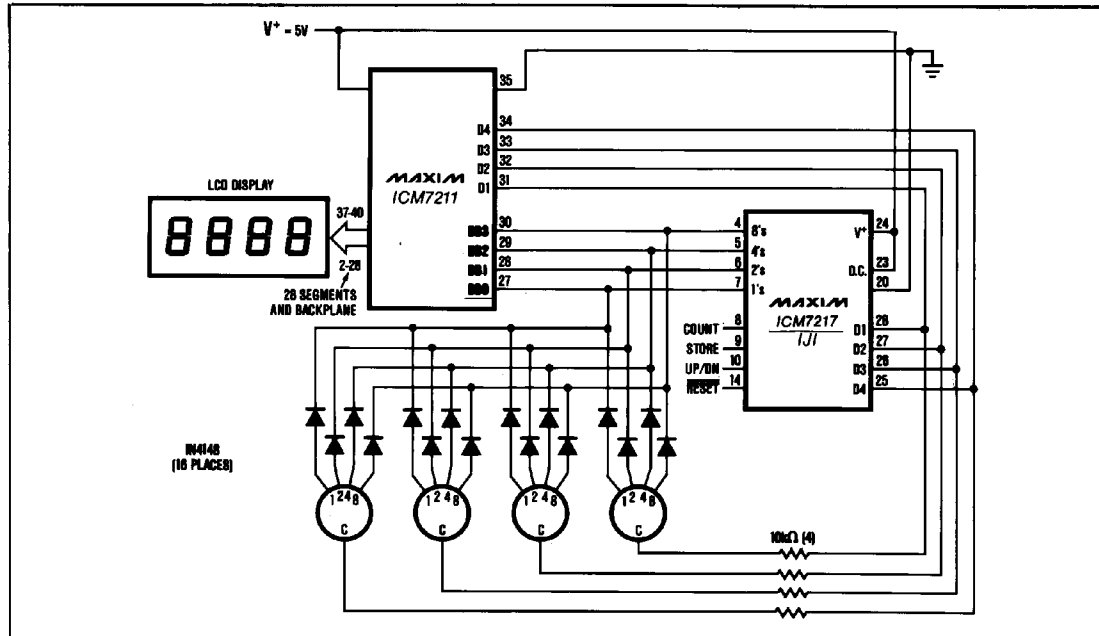 V+ = 5V
35
34
D4
33
D3
32
D2
31
D1
MAXIM
ICM7211
LCD DISPLAY
8888
37-40
2-26
28 SEGMENTS
AND BACKPLANE
30
29
28
27
4
5
6
7
8's
4's
2's
1's
V+
24
D.C.
23
20
MAXIM
ICM7217
IJI
COUNT
8
STORE
9
UP/DN
10
RESET
14
D1
28
D2
27
D3
26
D4
25
IN4148
(16 PLACES)
1 2 4 8
C
1 2 4 8
C
1 2 4 8
C
1 2 4 8
C
10kΩ (4)